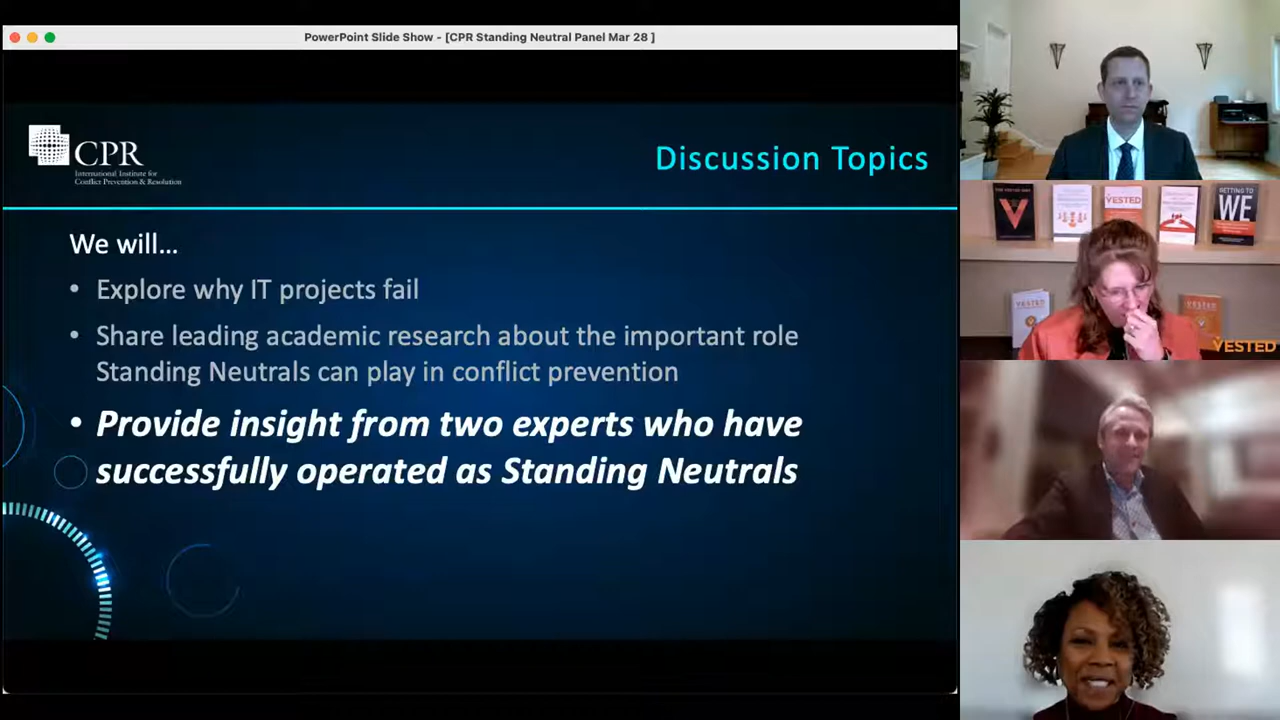 PowerPoint Slide Show - [CPR Standing Neutral Panel Mar 28 ]
CPR
International Institute for
Conflict Prevention & Resolution
Discussion Topics
We will...
• Explore why IT projects fail
• Share leading academic research about the important role
Standing Neutrals can play in conflict prevention
• Provide insight from two experts who have
successfully operated as Standing Neutrals
VESTED
GETTING TO
WE
VESTED
VESTED
VESTED